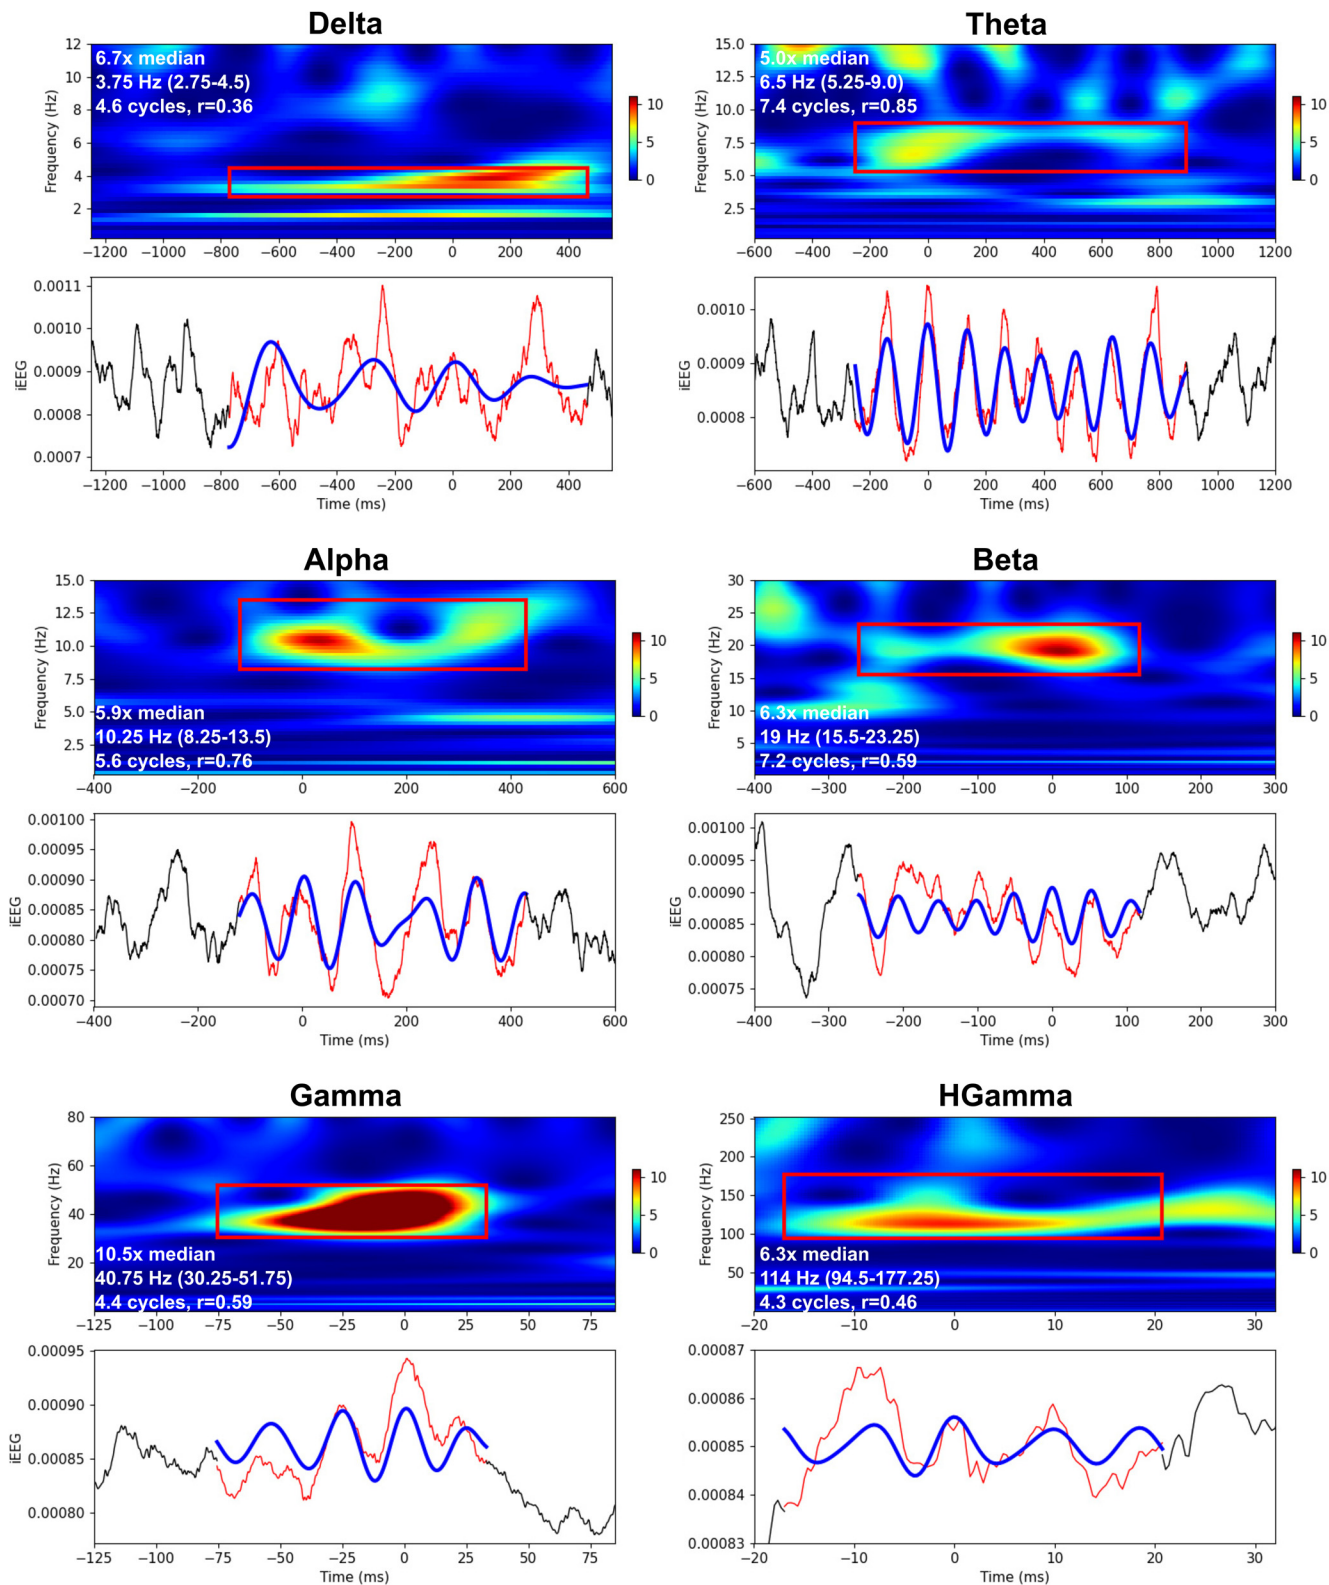 Delta
12
10
8
6
4
2
Frequency (Hz)
6.7x median
3.75 Hz (2.75-4.5)
4.6 cycles, r=0.36
10
5
0
−1200 −1000 −800 −600 −400 −200 0 200 400
0.0011
0.0010
0.0009
0.0008
0.0007
iEEG
−1200 −1000 −800 −600 −400 −200 0 200 400
Time (ms)
Theta
15.0
12.5
10.0
7.5
5.0
2.5
Frequency (Hz)
5.0x median
6.5 Hz (5.25-9.0)
7.4 cycles, r=0.85
10
5
0
−600 −400 −200 0 200 400 600 800 1000 1200
0.0010
0.0009
0.0008
iEEG
−600 −400 −200 0 200 400 600 800 1000 1200
Time (ms)
Alpha
15.0
12.5
10.0
7.5
5.0
2.5
Frequency (Hz)
5.9x median
10.25 Hz (8.25-13.5)
5.6 cycles, r=0.76
10
5
0
−400 −200 0 200 400 600
0.00100
0.00095
0.00090
0.00085
0.00080
0.00075
0.00070
iEEG
−400 −200 0 200 400 600
Time (ms)
Beta
30
25
20
15
10
5
Frequency (Hz)
6.3x median
19 Hz (15.5-23.25)
7.2 cycles, r=0.59
10
5
0
−400 −300 −200 −100 0 100 200 300
0.00100
0.00095
0.00090
0.00085
0.00080
0.00075
iEEG
−400 −300 −200 −100 0 100 200 300
Time (ms)
Gamma
80
60
40
20
Frequency (Hz)
10.5x median
40.75 Hz (30.25-51.75)
4.4 cycles, r=0.59
10
5
0
−125 −100 −75 −50 −25 0 25 50 75
0.00095
0.00090
0.00085
0.00080
iEEG
−125 −100 −75 −50 −25 0 25 50 75
Time (ms)
HGamma
250
200
150
100
50
Frequency (Hz)
6.3x median
114 Hz (94.5-177.25)
4.3 cycles, r=0.46
10
5
0
−20 −10 0 10 20 30
0.00087
0.00086
0.00085
0.00084
0.00083
iEEG
−20 −10 0 10 20 30
Time (ms)